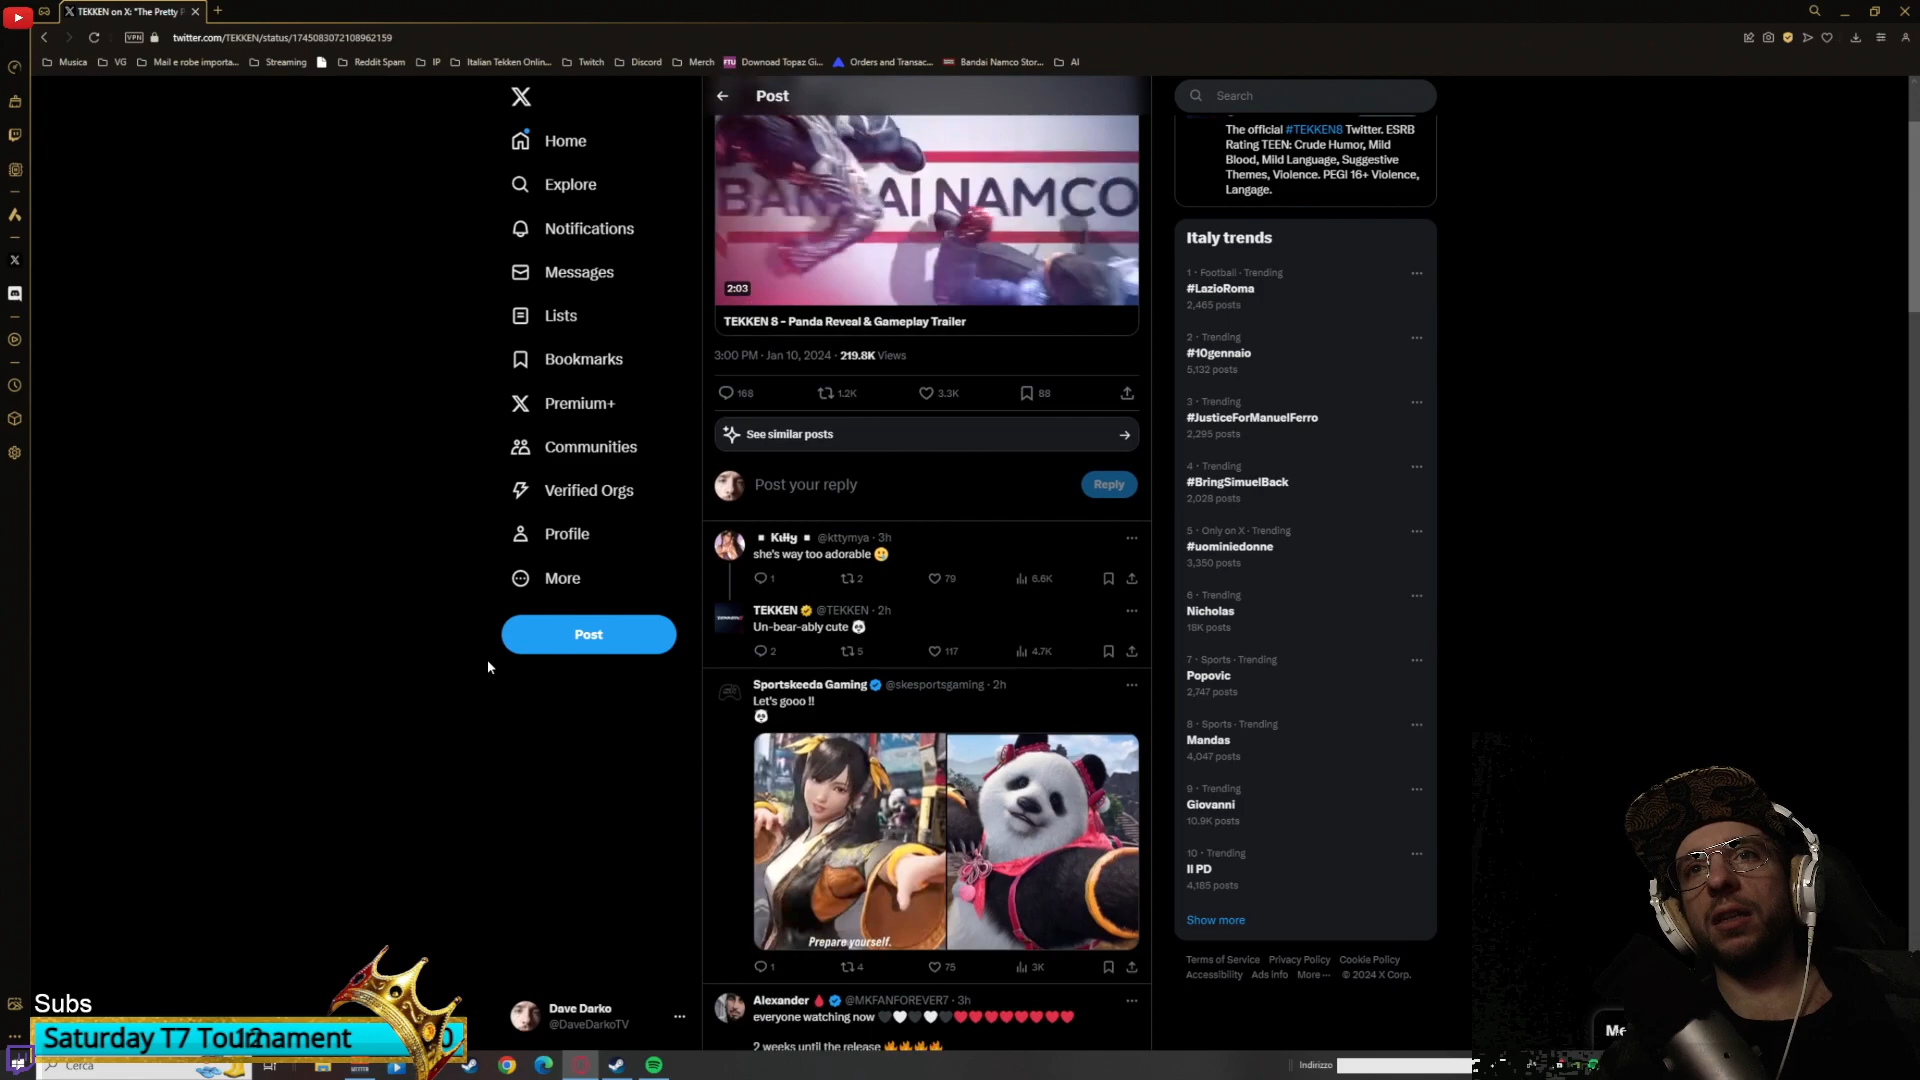 TEKKEN on X: "The Pretty P
VPN
twitter.com/TEKKEN/status/1745083072108962159
Musica
VG
Mail e robe importa...
Streaming
Reddit Spam
IP
Italian Tekken Onlin...
Twitch
Discord
Merch
FTU
Downoad Topaz Gi...
Orders and Transac...
Bandai Namco Stor...
AI
Home
Explore
Notifications
Messages
Lists
Bookmarks
Premium+
Communities
Verified Orgs
Profile
More
Post
Dave Darko
@DaveDarkoTV
Post
BANDAI NAMCO
2:03
TEKKEN 8 - Panda Reveal & Gameplay Trailer
3:00 PM · Jan 10, 2024 · 219.8K Views
168 1.2K 3.3K 88
See similar posts
Post your reply
Reply
Kitty @kttymya · 3h
she's way too adorable
1 2 79 6.6K
TEKKEN @TEKKEN · 2h
Un-bear-ably cute
2 5 117 4.7K
Sportskeeda Gaming @skesportsgaming · 2h
Let's gooo !!
Prepare yourself.
1 4 75 3K
Alexander @MKFANFOREVER7 · 3h
everyone watching now
2 weeks until the release
Search
The official #TEKKEN8 Twitter. ESRB
Rating TEEN: Crude Humor, Mild
Blood, Mild Language, Suggestive
Themes, Violence. PEGI 16+ Violence,
Langage.
Italy trends
1 · Football · Trending
#LazioRoma
2,465 posts
2 · Trending
#10gennaio
5,132 posts
3 · Trending
#JusticeForManuelFerro
2,295 posts
4 · Trending
#BringSimuelBack
2,028 posts
5 · Only on X · Trending
#uominiedonne
3,350 posts
6 · Trending
Nicholas
18K posts
7 · Sports · Trending
Popovic
2,747 posts
8 · Sports · Trending
Mandas
4,047 posts
9 · Trending
Giovanni
10.9K posts
10 · Trending
Il PD
4,185 posts
Show more
Terms of Service Privacy Policy Cookie Policy
Accessibility Ads info More ··· © 2024 X Corp.
Subs
Saturday T7 Tournament
12
0
Cerca
Indirizzo